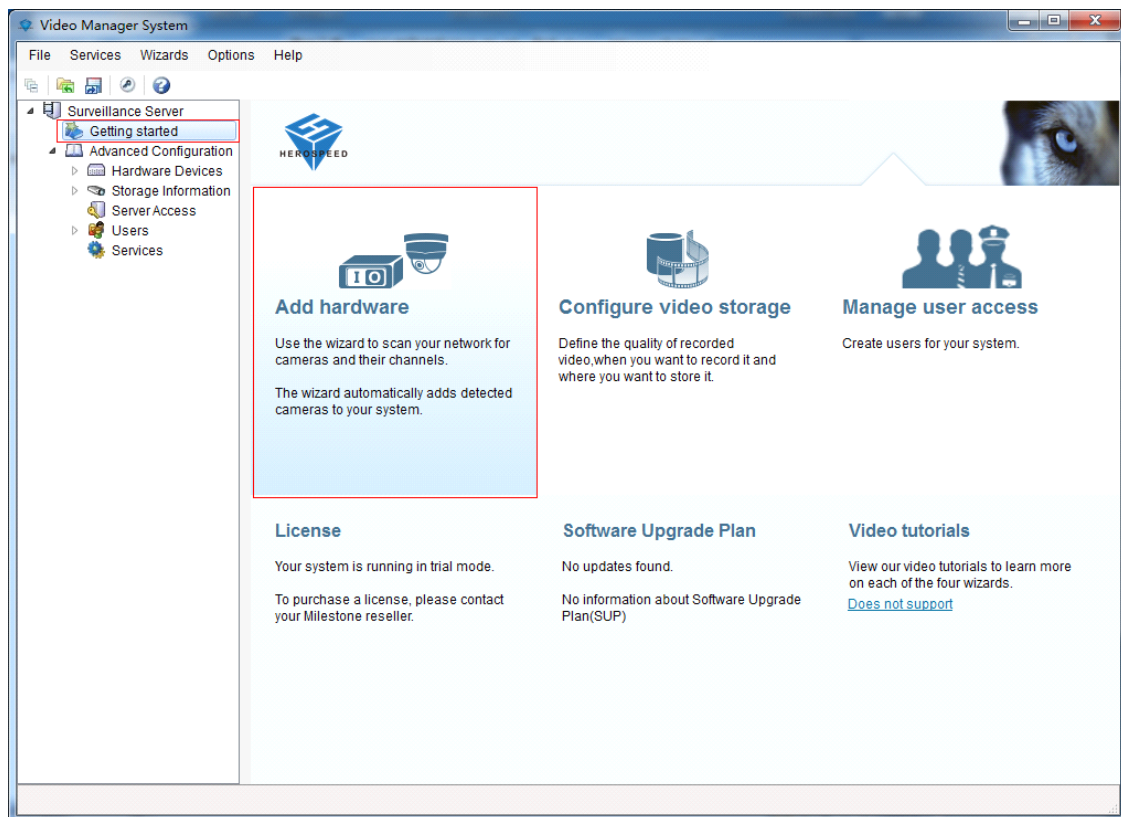 Video Manager System
File Services Wizards Options Help
Surveillance Server
Getting started
Advanced Configuration
Hardware Devices
Storage Information
Server Access
Users
Services
HEROSPEED
Add hardware
Use the wizard to scan your network for
cameras and their channels.
The wizard automatically adds detected
cameras to your system.
Configure video storage
Define the quality of recorded
video,when you want to record it and
where you want to store it.
Manage user access
Create users for your system.
License
Your system is running in trial mode.
To purchase a license, please contact
your Milestone reseller.
Software Upgrade Plan
No updates found.
No information about Software Upgrade
Plan(SUP)
Video tutorials
View our video tutorials to learn more
on each of the four wizards.
Does not support